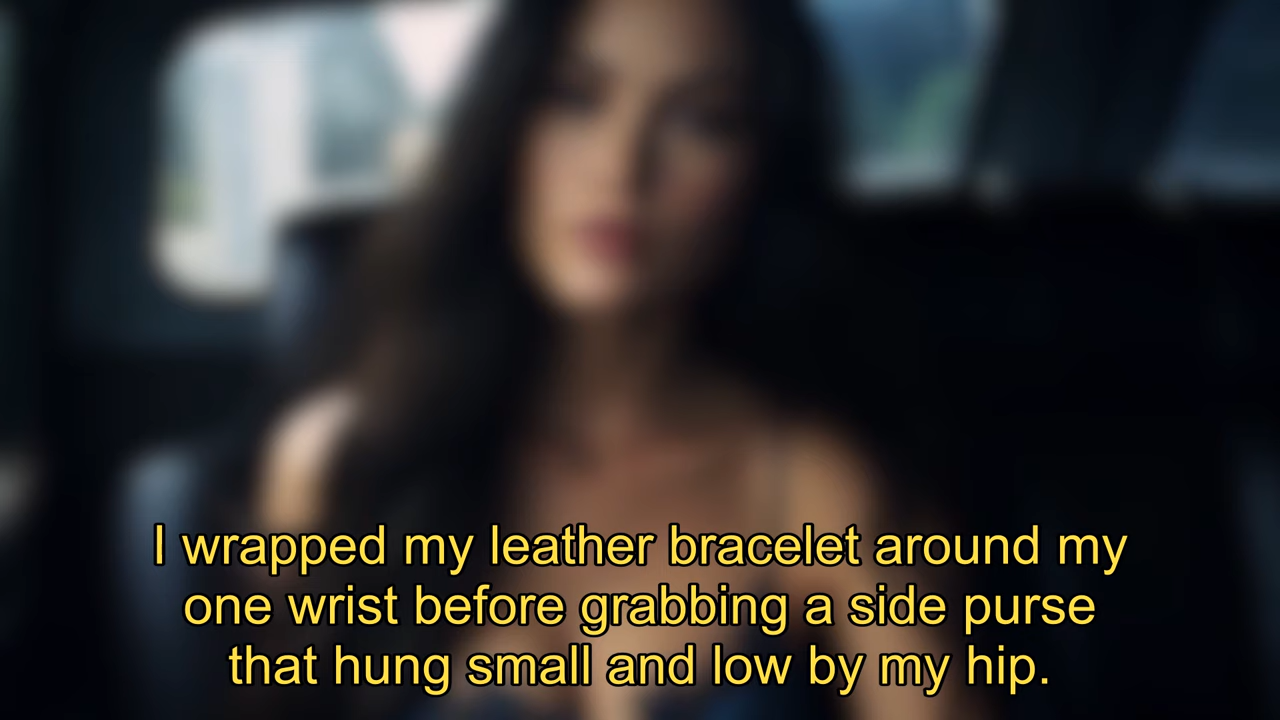 I wrapped my leather bracelet around my
one wrist before grabbing a side purse
that hung small and low by my hip.